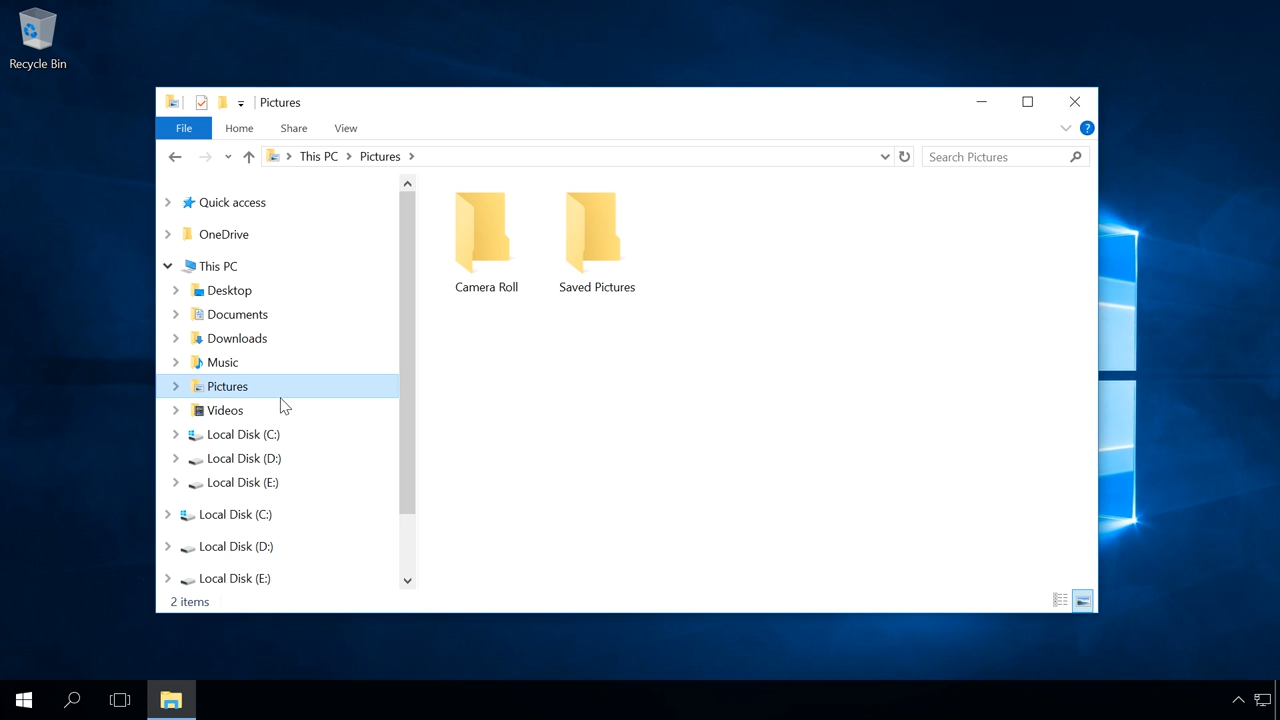 Recycle Bin
Pictures
File Home Share View
This PC Pictures
Search Pictures
Quick access
OneDrive
This PC
Desktop
Documents
Downloads
Music
Pictures
Videos
Local Disk (C:)
Local Disk (D:)
Local Disk (E:)
Local Disk (C:)
Local Disk (D:)
Local Disk (E:)
Camera Roll
Saved Pictures
2 items